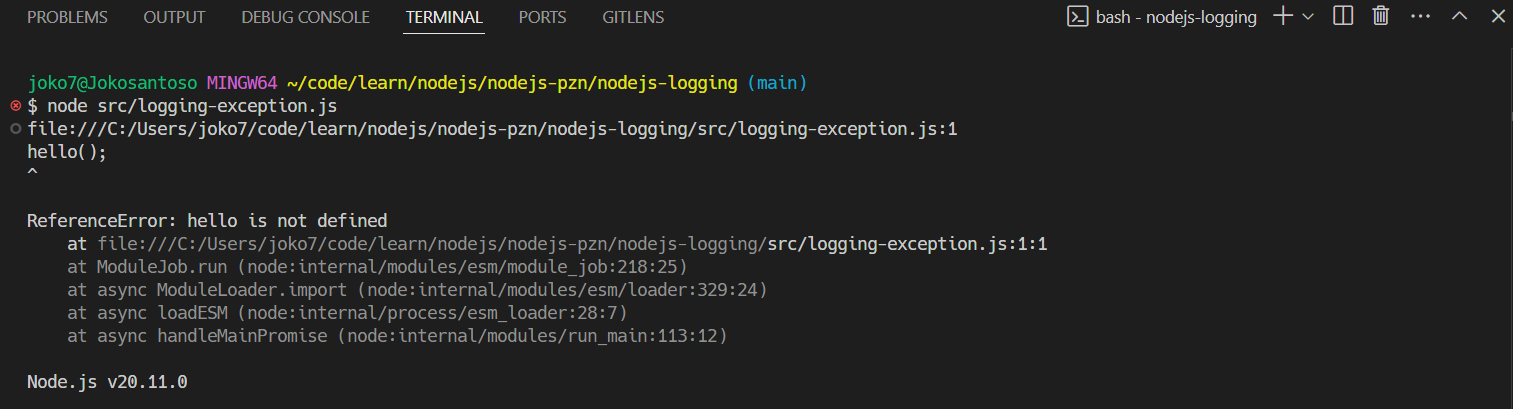 PROBLEMS OUTPUT DEBUG CONSOLE TERMINAL PORTS GITLENS bash - nodejs-logging
joko7@Jokosantoso MINGW64 ~/code/learn/nodejs/nodejs-pzn/nodejs-logging (main)
$ node src/logging-exception.js
file:///C:/Users/joko7/code/learn/nodejs/nodejs-pzn/nodejs-logging/src/logging-exception.js:1
hello();
^
ReferenceError: hello is not defined
    at file:///C:/Users/joko7/code/learn/nodejs/nodejs-pzn/nodejs-logging/src/logging-exception.js:1:1
    at ModuleJob.run (node:internal/modules/esm/module_job:218:25)
    at async ModuleLoader.import (node:internal/modules/esm/loader:329:24)
    at async loadESM (node:internal/process/esm_loader:28:7)
    at async handleMainPromise (node:internal/modules/run_main:113:12)
Node.js v20.11.0